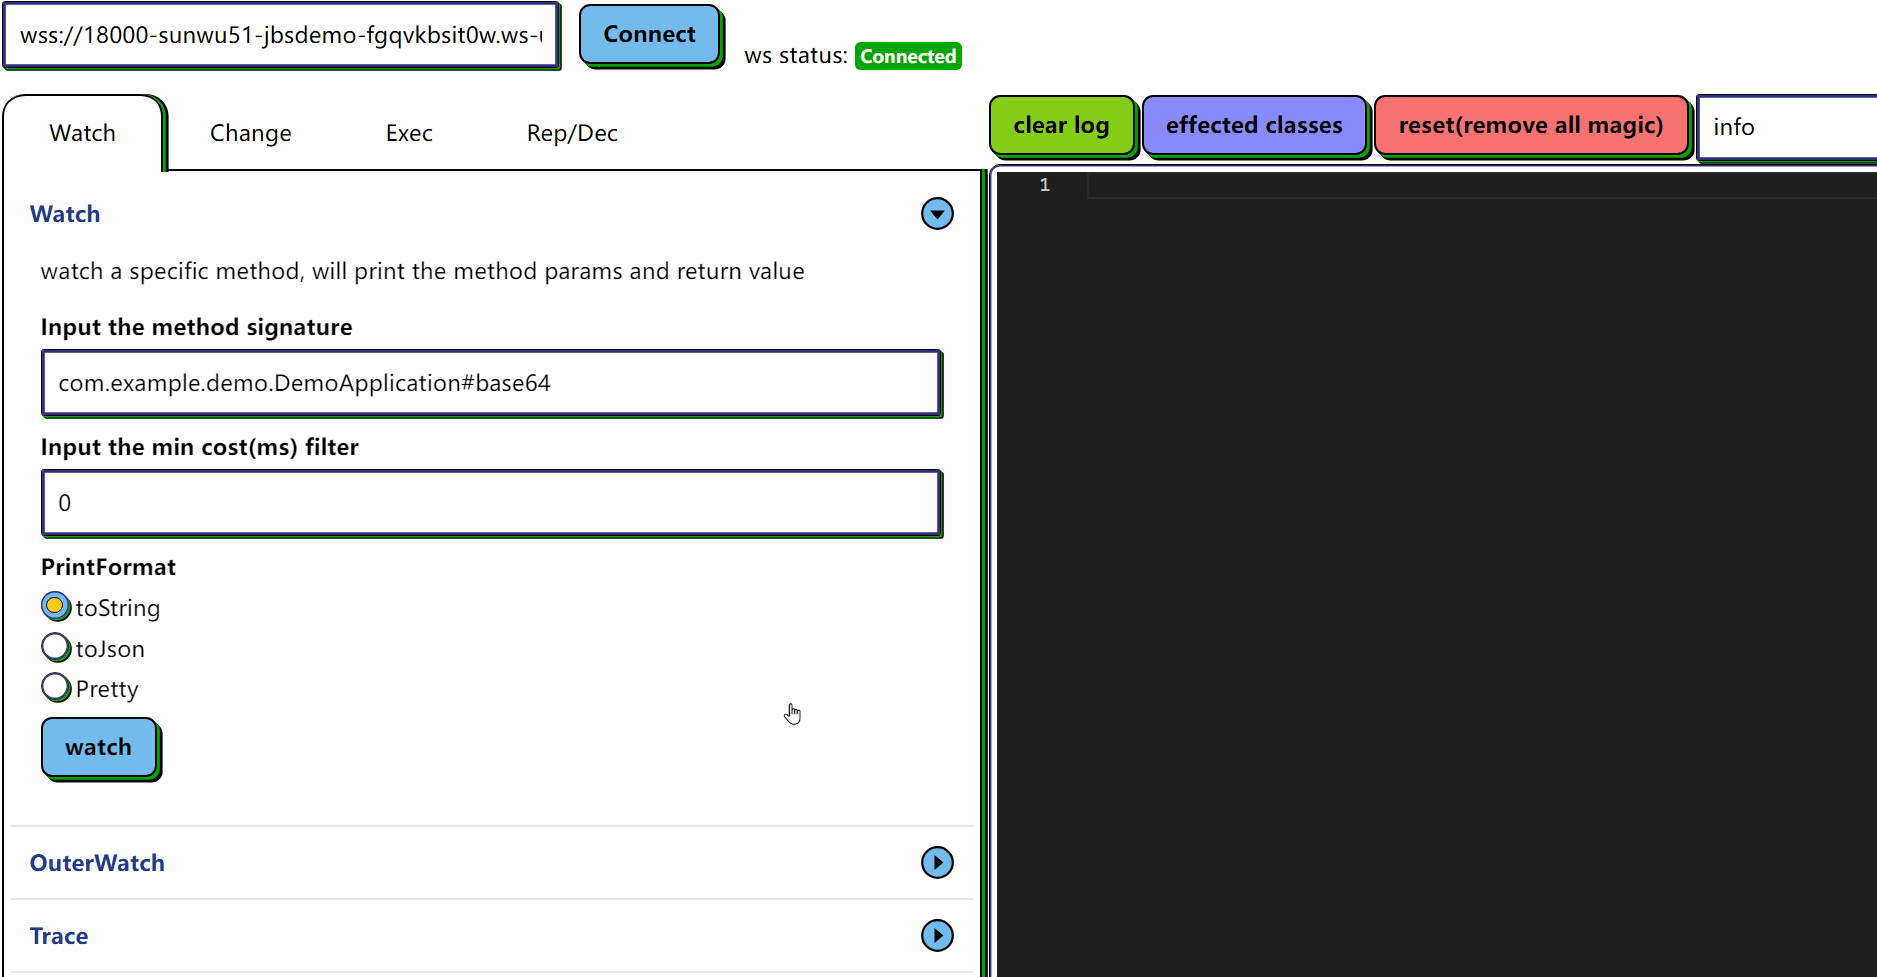 wss://18000-sunwu51-jbsdemo-fgqvkbsit0w.ws-
Connect
ws status: Connected
Watch
Change
Exec
Rep/Dec
clear log
effected classes
reset(remove all magic)
info
Watch
watch a specific method, will print the method params and return value
Input the method signature
com.example.demo.DemoApplication#base64
Input the min cost(ms) filter
0
PrintFormat
toString
toJson
Pretty
watch
OuterWatch
Trace
1